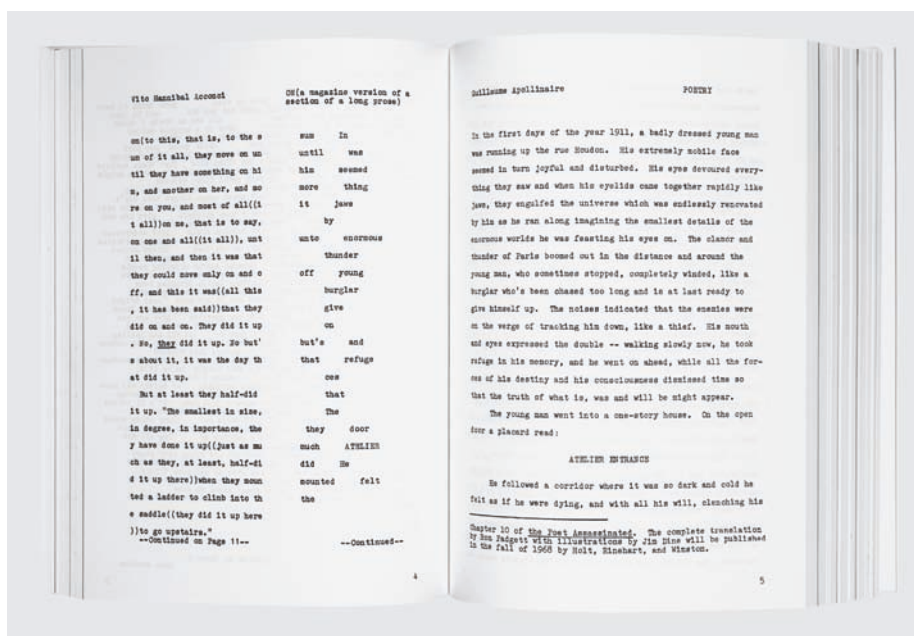 Vito Hannibal Acconci
on(to this, that is, to the s
um of it all, they move on un
til they have something on hi
m, and another on her, and mo
re on you, and most of all((i
t all))on me, that is to say,
on one and all((it all)), unt
il then, and then it was that
they could move only on and o
ff, and this it was((all this
, it has been said))that they
did on and on. They did it up
. No, they did it up. No but'
s about it, it was the day th
at did it up.
But at least they half-did
it up. "The smallest in size,
in degree, in importance, the
y have done it up((just as mu
ch as they, at least, half-di
d it up there))when they moun
ted a ladder to climb into th
e saddle((they did it up here
))to go upstairs."
--Continued on Page 11--
ON(a magazine version of a
section of a long prose)
sum In
until was
him seemed
more thing
it jaws
by
unto enormous
thunder
off young
burglar
give
on
but's and
that refuge
ces
that
The
they door
much ATELIER
did He
mounted felt
the
--Continued--
4
Guillaume Apollinaire POETRY
In the first days of the year 1911, a badly dressed young man
was running up the rue Houdon. His extremely mobile face
seemed in turn joyful and disturbed. His eyes devoured every-
thing they saw and when his eyelids came together rapidly like
jaws, they engulfed the universe which was endlessly renovated
by him as he ran along imagining the smallest details of the
enormous worlds he was feasting his eyes on. The clamor and
thunder of Paris boomed out in the distance and around the
young man, who sometimes stopped, completely winded, like a
burglar who's been chased too long and is at last ready to
give himself up. The noises indicated that the enemies were
on the verge of tracking him down, like a thief. His mouth
and eyes expressed the double -- walking slowly now, he took
refuge in his memory, and he went on ahead, while all the for-
ces of his destiny and his consciousness dismissed time so
that the truth of what is, was and will be might appear.
The young man went into a one-story house. On the open
door a placard read:
ATELIER ENTRANCE
He followed a corridor where it was so dark and cold he
felt as if he were dying, and with all his will, clenching his
Chapter 10 of the Poet Assassinated. The complete translation
by Ron Padgett with illustrations by Jim Dine will be published
in the fall of 1968 by Holt, Rinehart, and Winston.
5